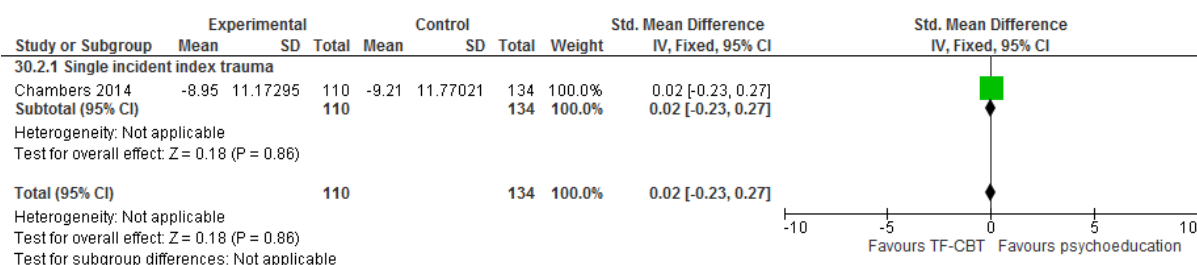 Experimental Control Std. Mean Difference Std. Mean Difference
Study or Subgroup Mean SD Total Mean SD Total Weight IV, Fixed, 95% CI IV, Fixed, 95% CI
30.2.1 Single incident index trauma
Chambers 2014 -8.95 11.17295 110 -9.21 11.77021 134 100.0% 0.02 [-0.23, 0.27]
Subtotal (95% CI) 110 134 100.0% 0.02 [-0.23, 0.27]
Heterogeneity: Not applicable
Test for overall effect: Z = 0.18 (P = 0.86)
Total (95% CI) 110 134 100.0% 0.02 [-0.23, 0.27]
Heterogeneity: Not applicable
Test for overall effect: Z = 0.18 (P = 0.86)
Test for subgroup differences: Not applicable
-10 -5 0 5 10
Favours TF-CBT Favours psychoeducation